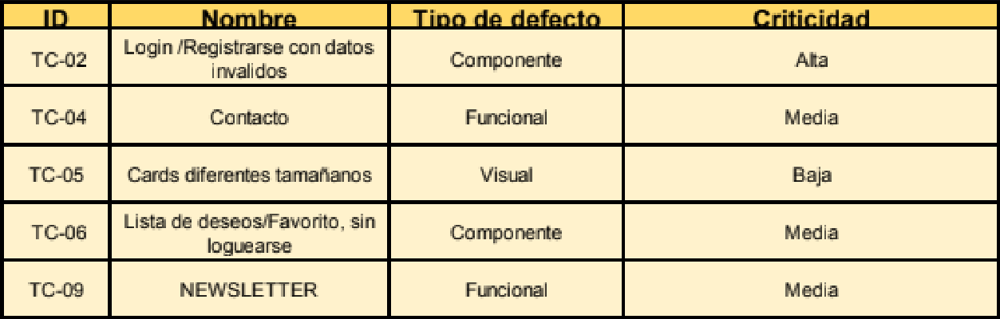 ID Nombre Tipo de defecto Criticidad
TC-02 Login /Registrarse con datos invalidos Componente Alta
TC-04 Contacto Funcional Media
TC-05 Cards diferentes tamañanos Visual Baja
TC-06 Lista de deseos/Favorito, sin loguearse Componente Media
TC-09 NEWSLETTER Funcional Media